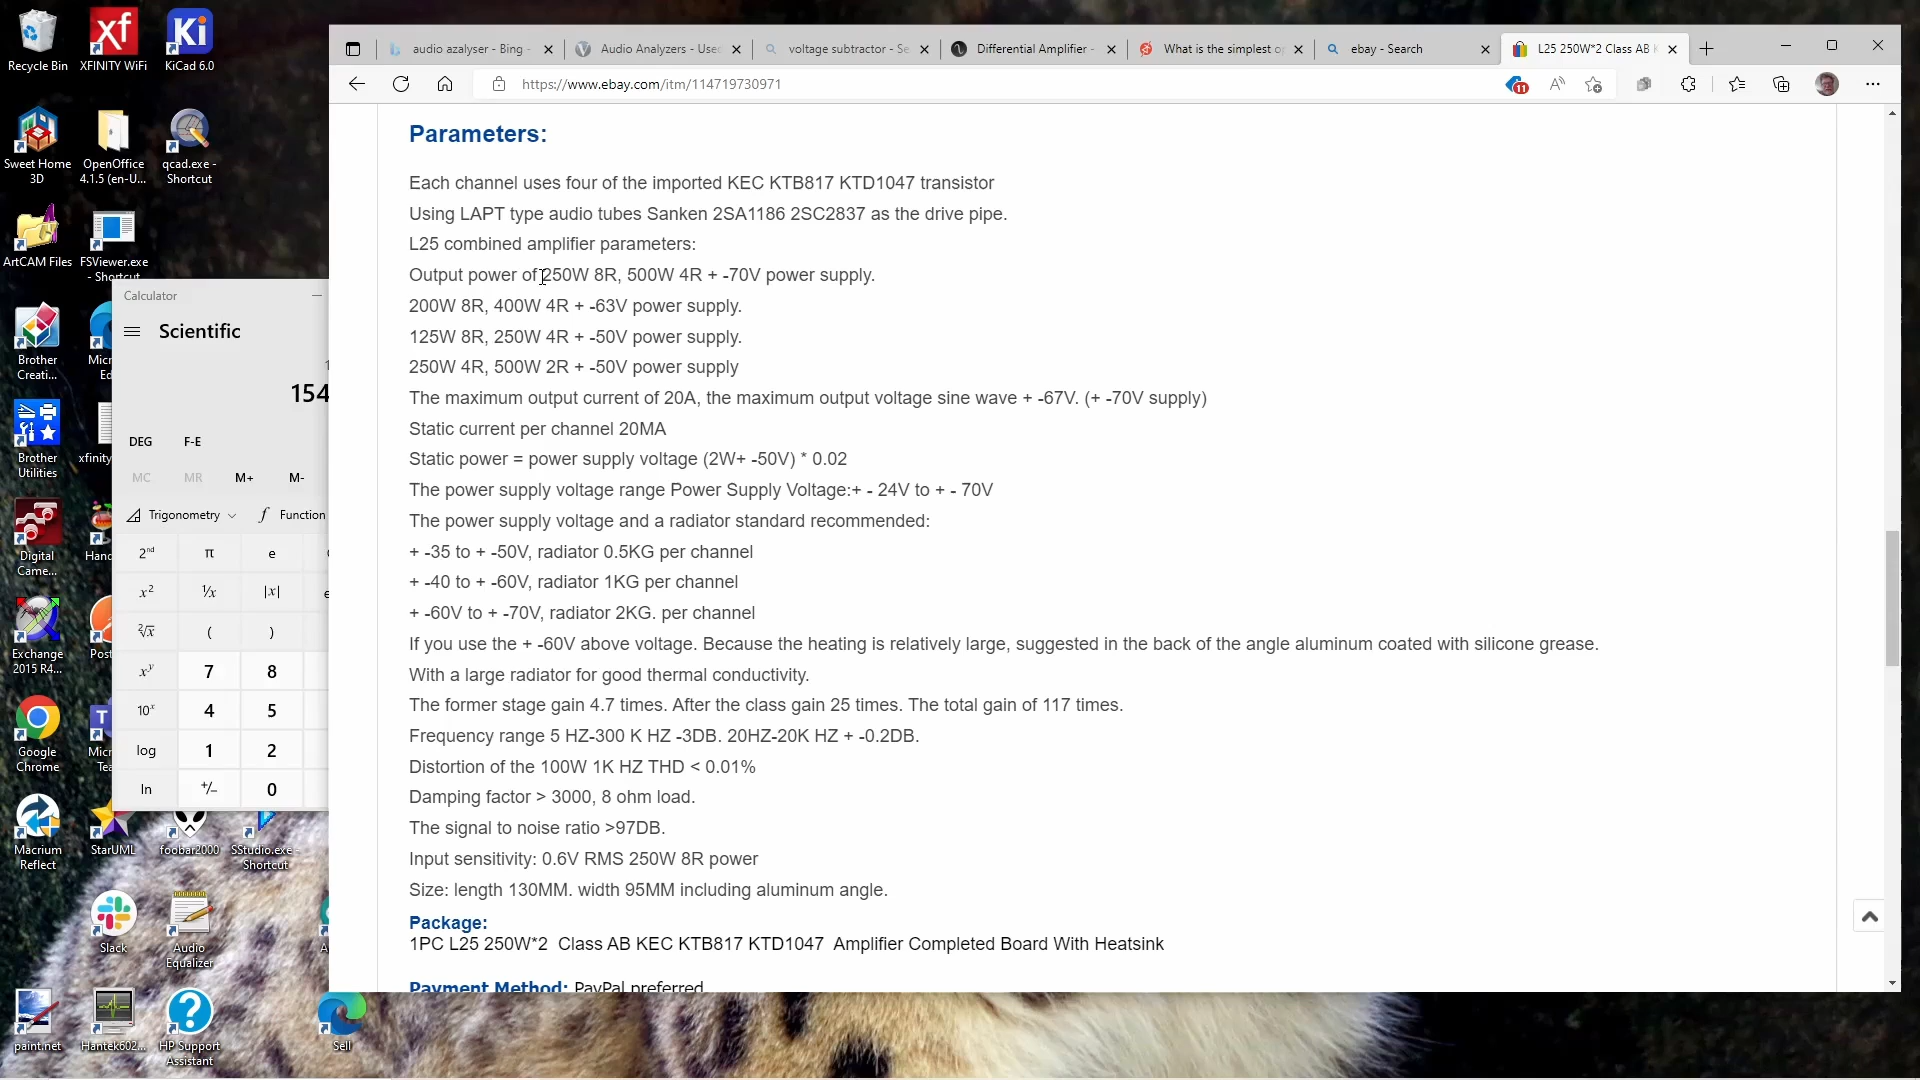 Recycle Bin
XFINITY WiFi
KiCad 6.0
Sweet Home 3D
OpenOffice 4.1.5 (en-U...
qcad.exe - Shortcut
ArtCAM Files
FSViewer.exe - Shortcut
Brother Creati...
Brother Utilities
xfinity
Digital Came...
Exchange 2015 R4...
Google Chrome
Macrium Reflect
StarUML
foobar2000
SStudio.exe - Shortcut
Slack
Audio Equalizer
paint.net
Hantek602...
HP Support Assistant
Sell
Calculator
Scientific
154
DEG F-E
MC MR M+ M-
Trigonometry f Function
2nd π e
x2 1/x |x|
2√x ( )
xy 7 8
10x 4 5
log 1 2
ln +/- 0
audio azalyser - Bing -
Audio Analyzers - Used
voltage subtractor - Se
Differential Amplifier -
What is the simplest op
ebay - Search
L25 250W*2 Class AB K
https://www.ebay.com/itm/114719730971
11
Parameters:
Each channel uses four of the imported KEC KTB817 KTD1047 transistor
Using LAPT type audio tubes Sanken 2SA1186 2SC2837 as the drive pipe.
L25 combined amplifier parameters:
Output power of 250W 8R, 500W 4R + -70V power supply.
200W 8R, 400W 4R + -63V power supply.
125W 8R, 250W 4R + -50V power supply.
250W 4R, 500W 2R + -50V power supply
The maximum output current of 20A, the maximum output voltage sine wave + -67V. (+ -70V supply)
Static current per channel 20MA
Static power = power supply voltage (2W+ -50V) * 0.02
The power supply voltage range Power Supply Voltage:+ - 24V to + - 70V
The power supply voltage and a radiator standard recommended:
+ -35 to + -50V, radiator 0.5KG per channel
+ -40 to + -60V, radiator 1KG per channel
+ -60V to + -70V, radiator 2KG. per channel
If you use the + -60V above voltage. Because the heating is relatively large, suggested in the back of the angle aluminum coated with silicone grease.
With a large radiator for good thermal conductivity.
The former stage gain 4.7 times. After the class gain 25 times. The total gain of 117 times.
Frequency range 5 HZ-300 K HZ -3DB. 20HZ-20K HZ + -0.2DB.
Distortion of the 100W 1K HZ THD < 0.01%
Damping factor > 3000, 8 ohm load.
The signal to noise ratio >97DB.
Input sensitivity: 0.6V RMS 250W 8R power
Size: length 130MM. width 95MM including aluminum angle.
Package:
1PC L25 250W*2 Class AB KEC KTB817 KTD1047 Amplifier Completed Board With Heatsink
Payment Method: PayPal preferred